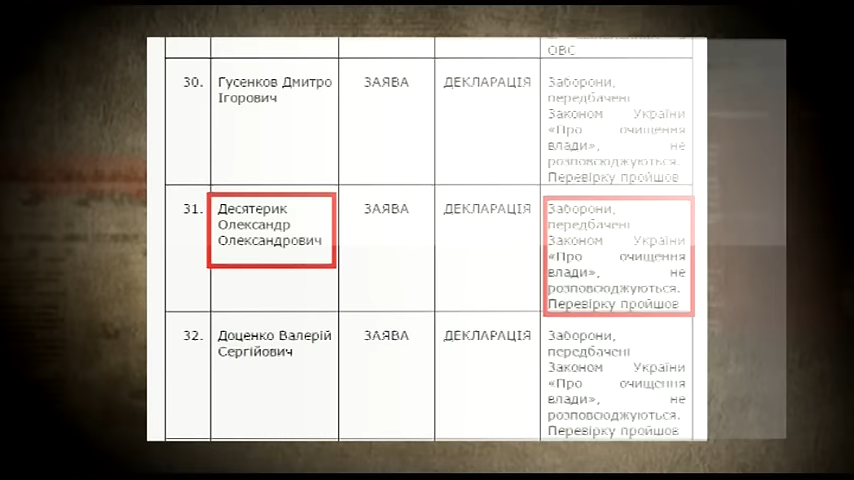 ОВС
30. Гусенков Дмитро ЗАЯВА ДЕКЛАРАЦІЯ Заборони,
Ігорович передбачені
Законом України
«Про очищення
влади», не
розповсюджуються.
Перевірку пройшов
31. Десятерик ЗАЯВА ДЕКЛАРАЦІЯ Заборони,
Олександр передбачені
Олександрович Законом України
«Про очищення
влади», не
розповсюджуються.
Перевірку пройшов
32. Доценко Валерій ЗАЯВА ДЕКЛАРАЦІЯ Заборони,
Сергійович передбачені
Законом України
«Про очищення
влади», не
розповсюджуються.
Перевірку пройшов